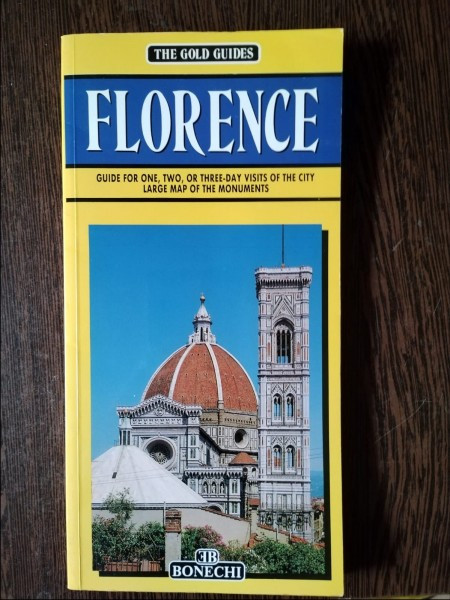 THE GOLD GUIDES
FLORENCE
GUIDE FOR ONE, TWO, OR THREE-DAY VISITS OF THE CITY
LARGE MAP OF THE MONUMENTS
EB
BONECHI